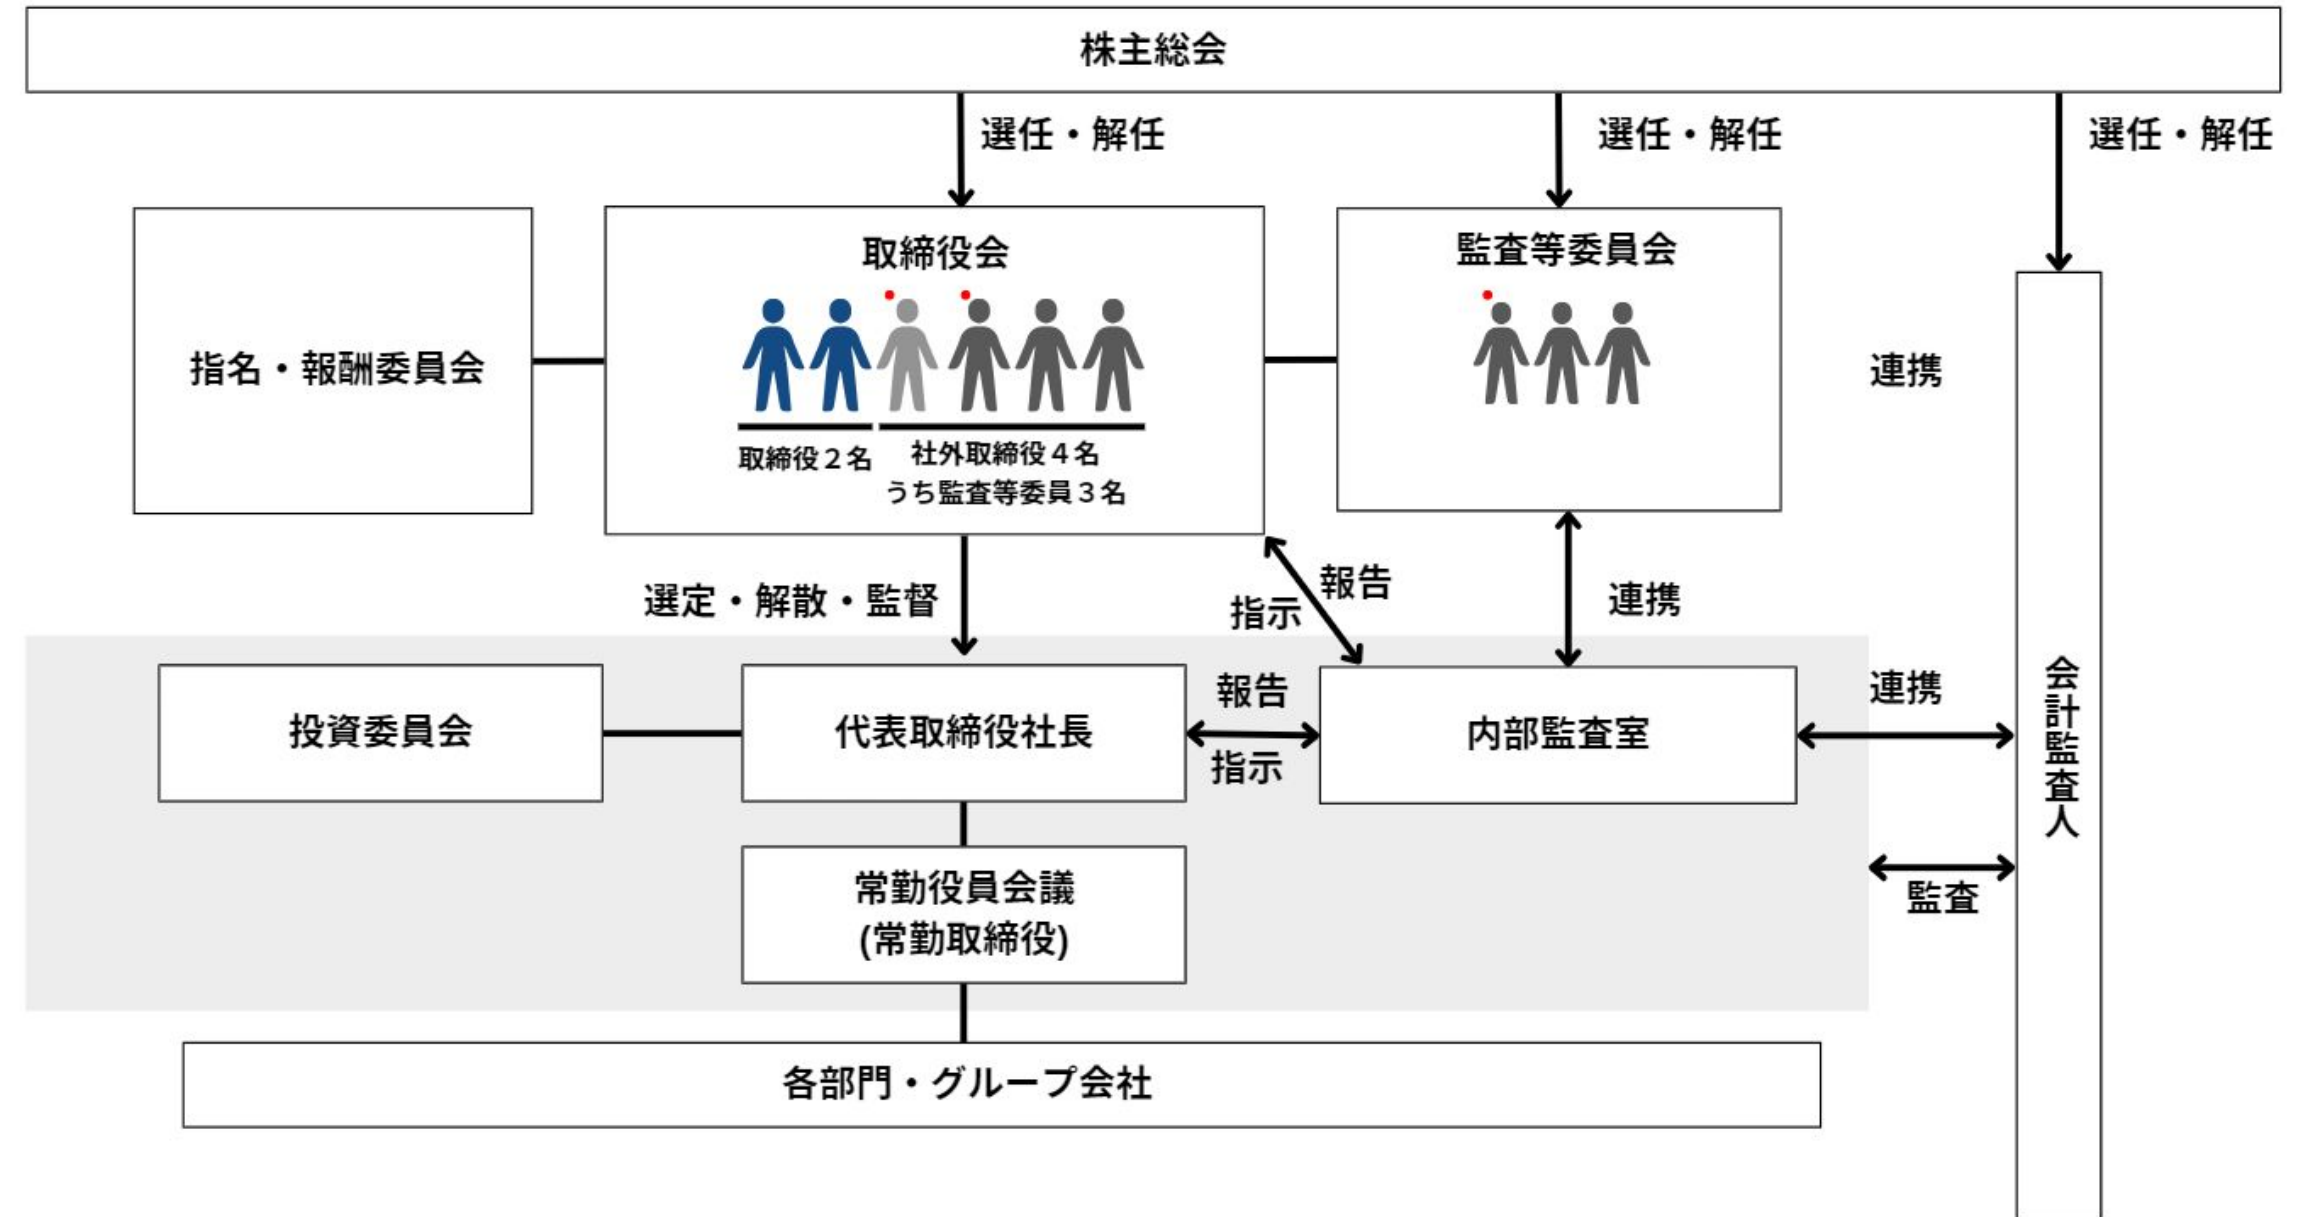 株主総会
選任・解任
選任・解任
選任・解任
指名・報酬委員会
取締役会
取締役２名
社外取締役４名
うち監査等委員３名
監査等委員会
連携
選定・解散・監督
報告
指示
連携
投資委員会
代表取締役社長
報告
指示
内部監査室
連携
会計監査人
監査
常勤役員会議
(常勤取締役)
各部門・グループ会社